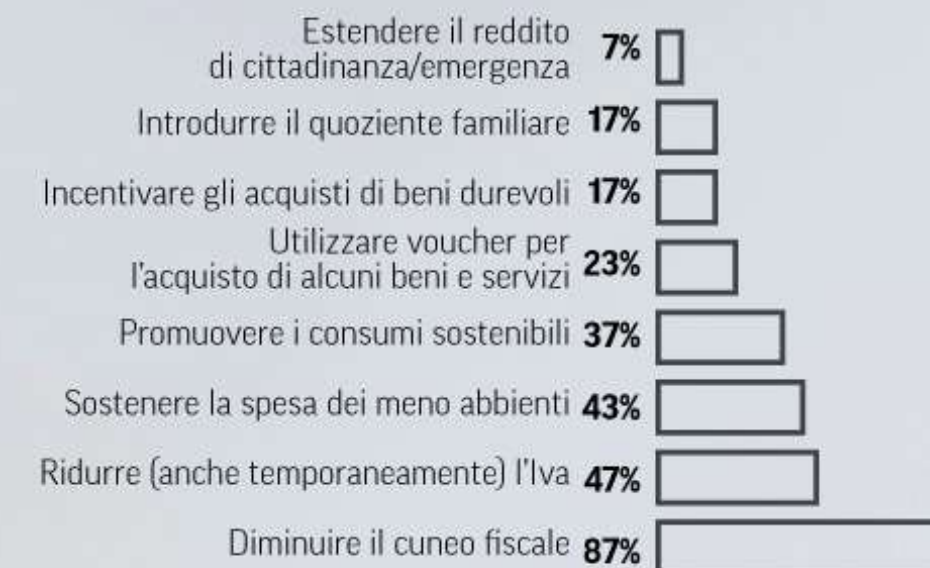 Estendere il reddito
di cittadinanza/emergenza 7%
Introdurre il quoziente familiare 17%
Incentivare gli acquisti di beni durevoli 17%
Utilizzare voucher per
l'acquisto di alcuni beni e servizi 23%
Promuovere i consumi sostenibili 37%
Sostenere la spesa dei meno abbienti 43%
Ridurre (anche temporaneamente) l'Iva 47%
Diminuire il cuneo fiscale 87%